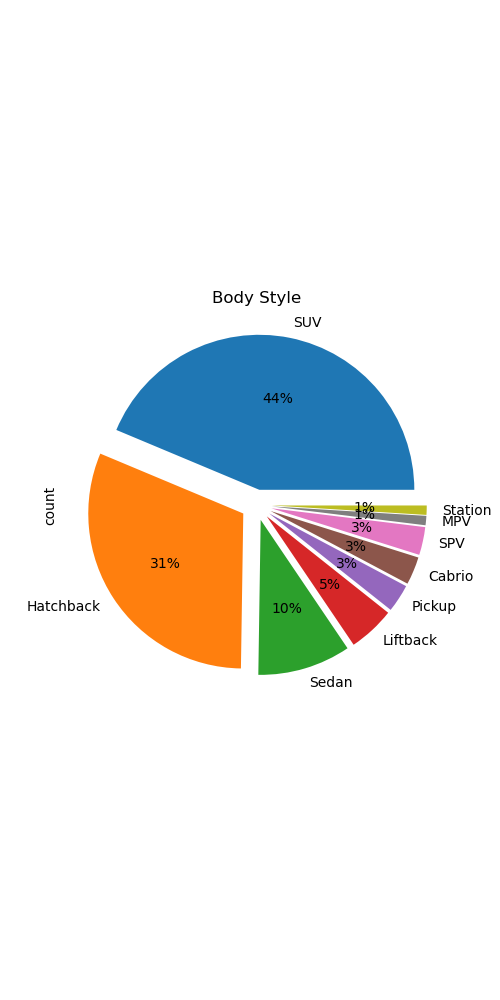 Body Style
SUV
44%
count
Station
1%
MPV
1%
SPV
3%
Cabrio
3%
Pickup
3%
Liftback
5%
Sedan
10%
Hatchback
31%